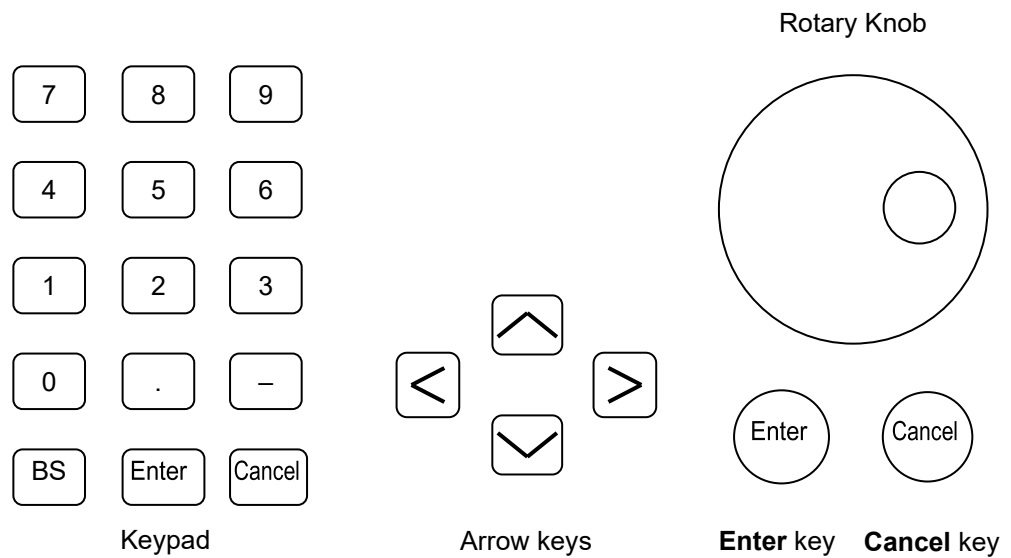 Rotary Knob
7 8 9
4 5 6
1 2 3
0 . –
BS Enter Cancel
Enter Cancel
Keypad
Arrow keys
Enter key Cancel key